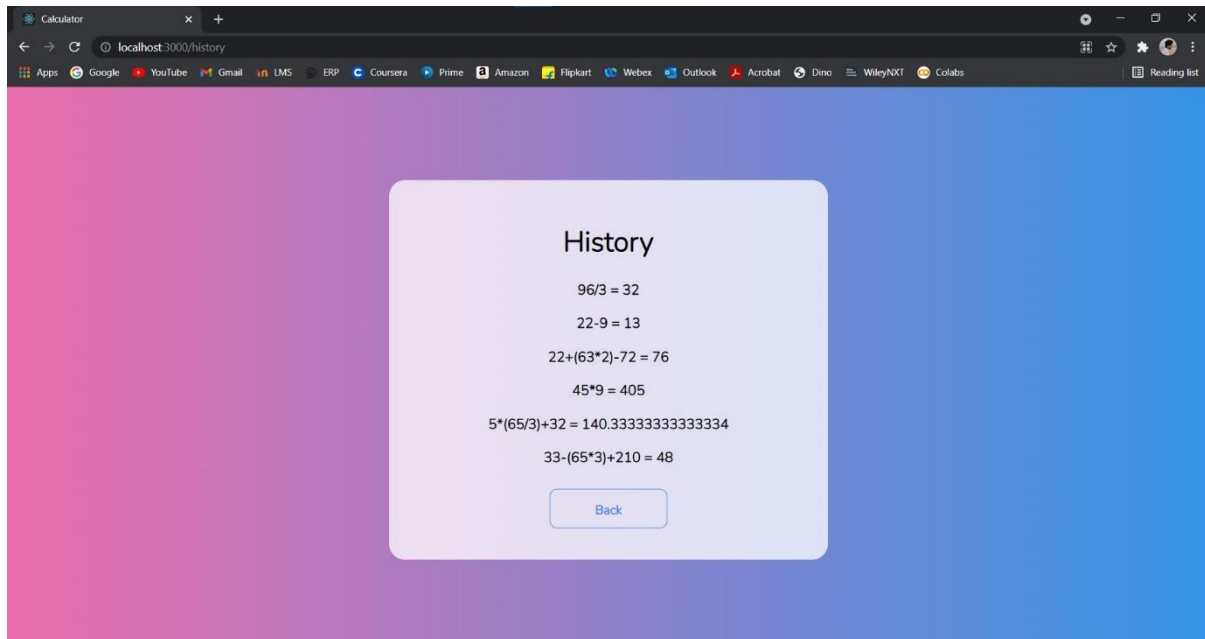 Calculator
localhost:3000/history
Apps Google YouTube Gmail LMS ERP Coursera Prime Amazon Flipkart Webex Outlook Acrobat Dino WileyNXT Colabs Reading list
History
96/3 = 32
22-9 = 13
22+(63*2)-72 = 76
45*9 = 405
5*(65/3)+32 = 140.33333333333334
33-(65*3)+210 = 48
Back